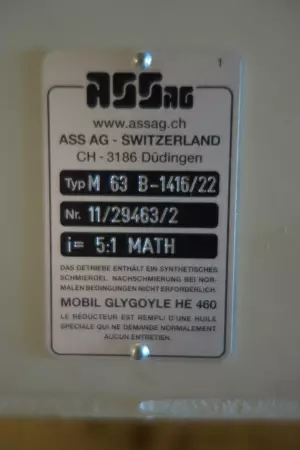 1
ASSAG
www.assag.ch
ASS AG - SWITZERLAND
CH - 3186 Düdingen
Typ M 63 B-1416/22
Nr. 11/29463/2
i= 5:1 MATH
DAS GETRIEBE ENTHÄLT EIN SYNTHETISCHES
SCHMIEROEL. NACHSCHMIERUNG BEI NOR-
MALEN BEDINGUNGEN NICHT ERFORDERLICH.
MOBIL GLYGOYLE HE 460
LE RÉDUCTEUR EST REMPLI D'UNE HUILE
SPÉCIALE QUI NE DEMANDE NORMALEMENT
AUCUN ENTRETIEN.